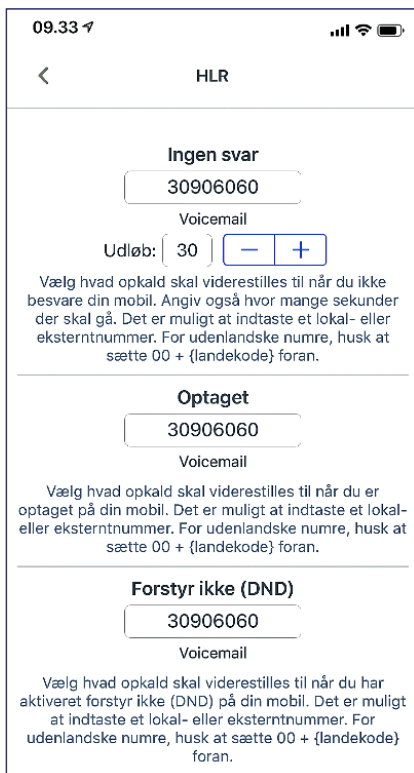 09.33
HLR
Ingen svar
30906060
Voicemail
Udløb: 30 − +
Vælg hvad opkald skal viderestilles til når du ikke
besvare din mobil. Angiv også hvor mange sekunder
der skal gå. Det er muligt at indtaste et lokal- eller
eksterntnummer. For udenlandske numre, husk at
sætte 00 + {landekode} foran.
Optaget
30906060
Voicemail
Vælg hvad opkald skal viderestilles til når du er
optaget på din mobil. Det er muligt at indtaste et lokal-
eller eksterntnummer. For udenlandske numre, husk at
sætte 00 + {landekode} foran.
Forstyr ikke (DND)
30906060
Voicemail
Vælg hvad opkald skal viderestilles til når du har
aktiveret forstyr ikke (DND) på din mobil. Det er muligt
at indtaste et lokal- eller eksterntnummer. For
udenlandske numre, husk at sætte 00 + {landekode}
foran.